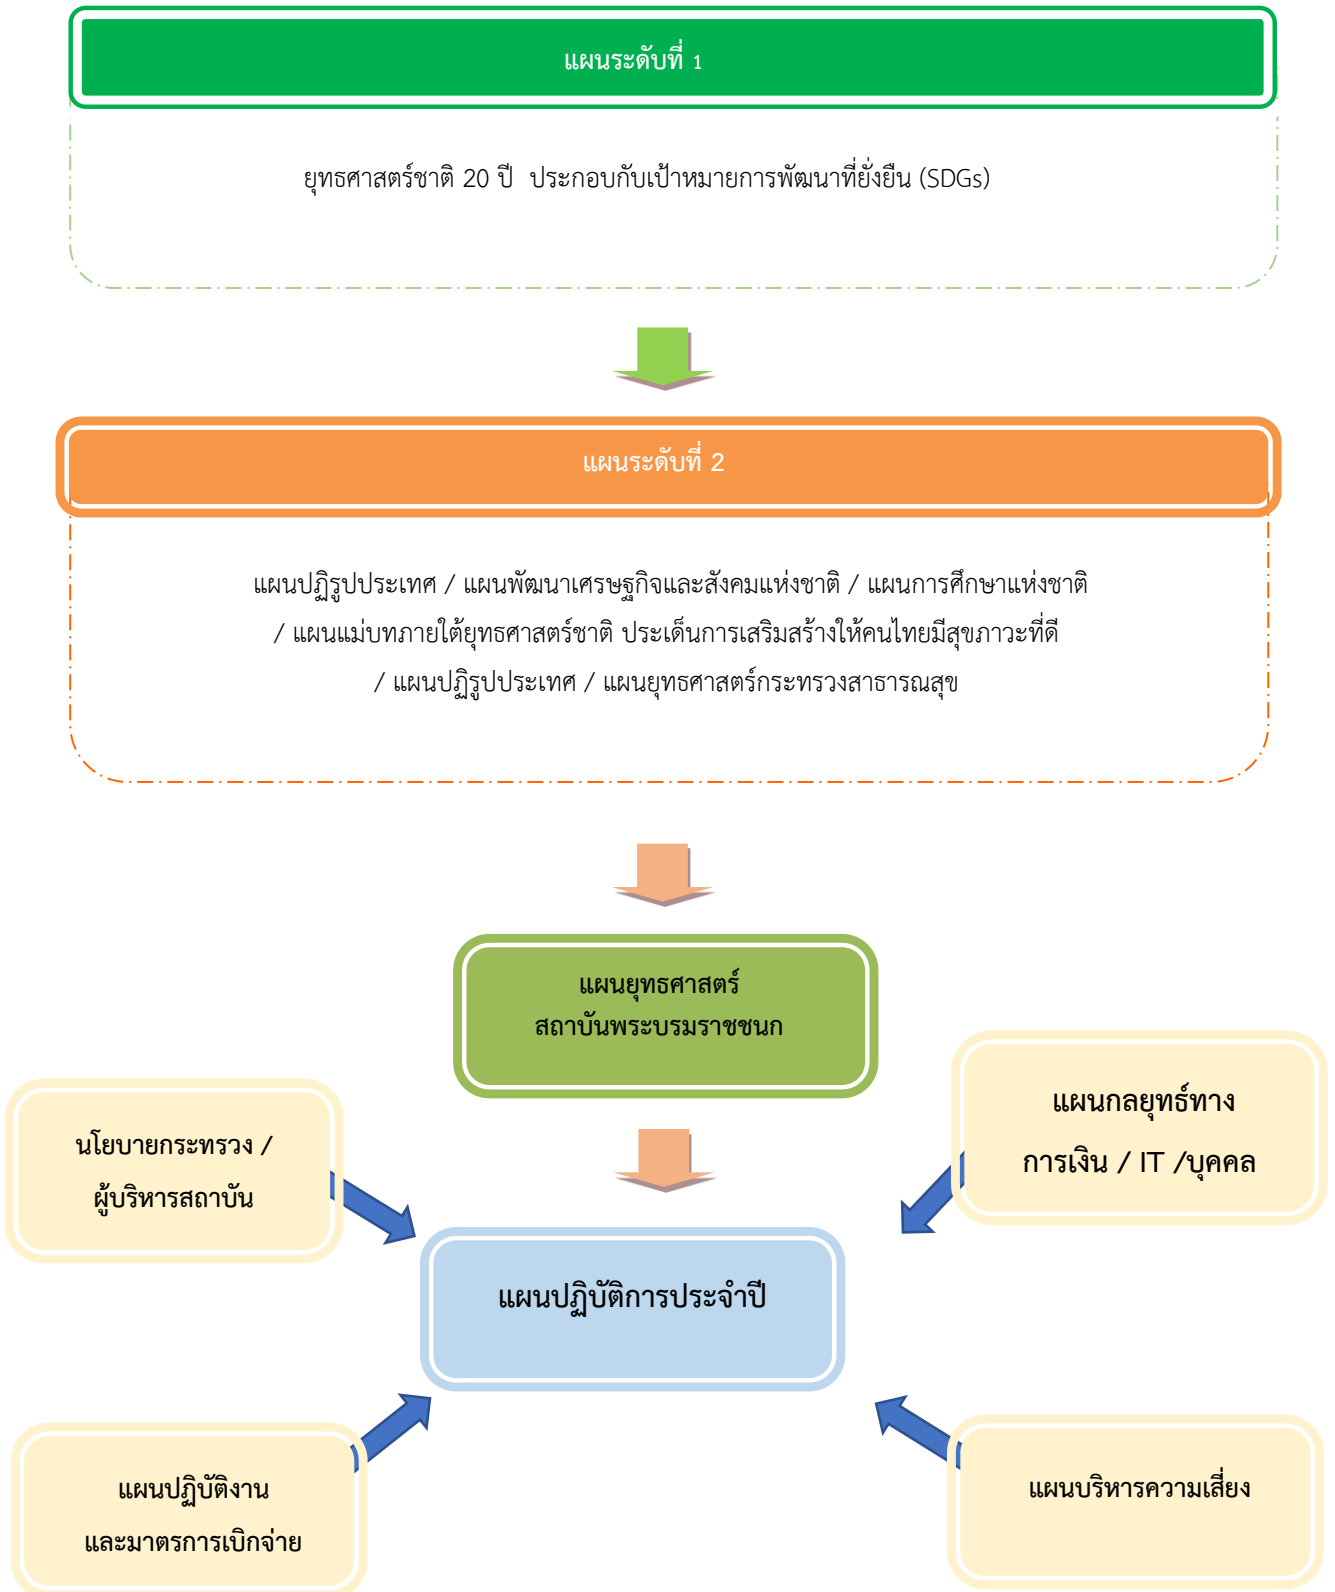 แผนระดับที่ 1
ยุทธศาสตร์ชาติ 20 ปี  ประกอบกับเป้าหมายการพัฒนาที่ยั่งยืน (SDGs)
แผนระดับที่ 2
แผนปฏิรูปประเทศ / แผนพัฒนาเศรษฐกิจและสังคมแห่งชาติ / แผนการศึกษาแห่งชาติ
/ แผนแม่บทภายใต้ยุทธศาสตร์ชาติ ประเด็นการเสริมสร้างให้คนไทยมีสุขภาวะที่ดี
/ แผนปฏิรูปประเทศ / แผนยุทธศาสตร์กระทรวงสาธารณสุข
แผนยุทธศาสตร์
สถาบันพระบรมราชชนก
นโยบายกระทรวง /
ผู้บริหารสถาบัน
แผนกลยุทธ์ทาง
การเงิน / IT /บุคคล
แผนปฏิบัติการประจำปี
แผนปฏิบัติงาน
และมาตรการเบิกจ่าย
แผนบริหารความเสี่ยง